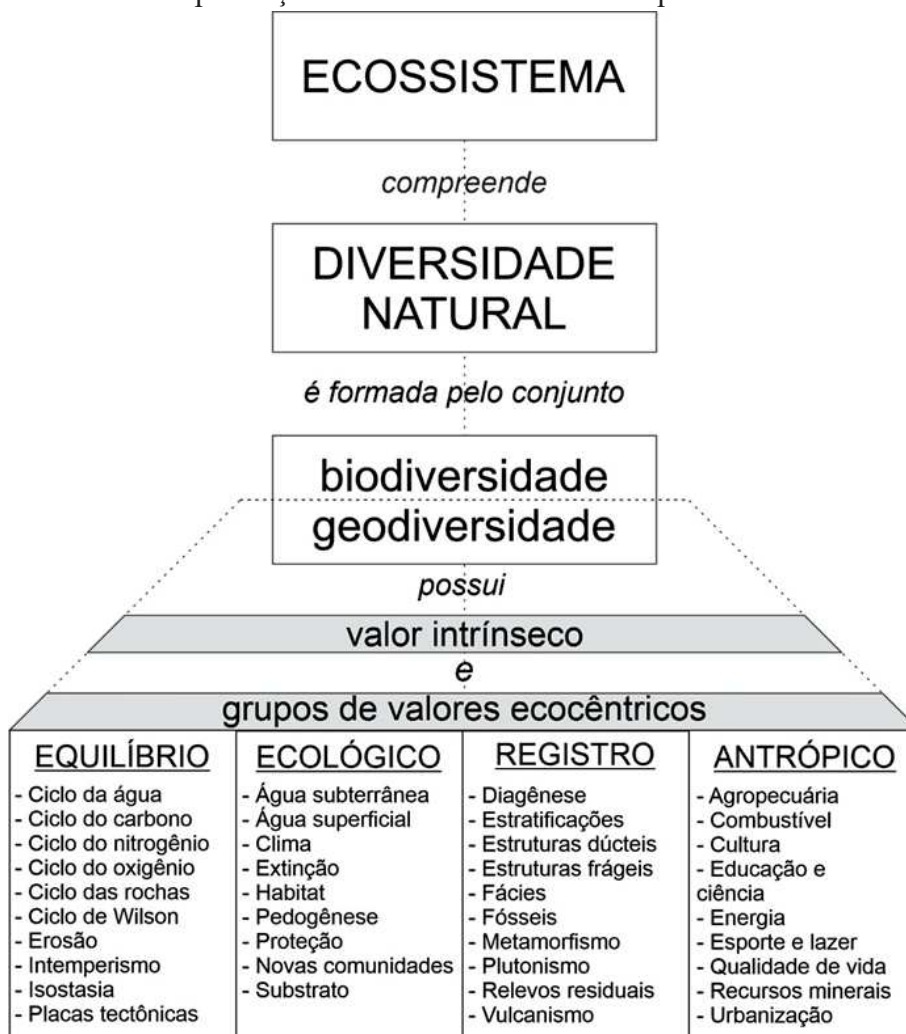 ECOSSISTEMA
compreende
DIVERSIDADE
NATURAL
é formada pelo conjunto
biodiversidade
geodiversidade
possui
valor intrínseco
e
grupos de valores ecocêntricos
EQUILÍBRIO
- Ciclo da água
- Ciclo do carbono
- Ciclo do nitrogênio
- Ciclo do oxigênio
- Ciclo das rochas
- Ciclo de Wilson
- Erosão
- Intemperismo
- Isostasia
- Placas tectônicas
ECOLÓGICO
- Água subterrânea
- Água superficial
- Clima
- Extinção
- Habitat
- Pedogênese
- Proteção
- Novas comunidades
- Substrato
REGISTRO
- Diagênese
- Estratificações
- Estruturas dúcteis
- Estruturas frágeis
- Fácies
- Fósseis
- Metamorfismo
- Plutonismo
- Relevos residuais
- Vulcanismo
ANTRÓPICO
- Agropecuária
- Combustível
- Cultura
- Educação e
ciência
- Energia
- Esporte e lazer
- Qualidade de vida
- Recursos minerais
- Urbanização